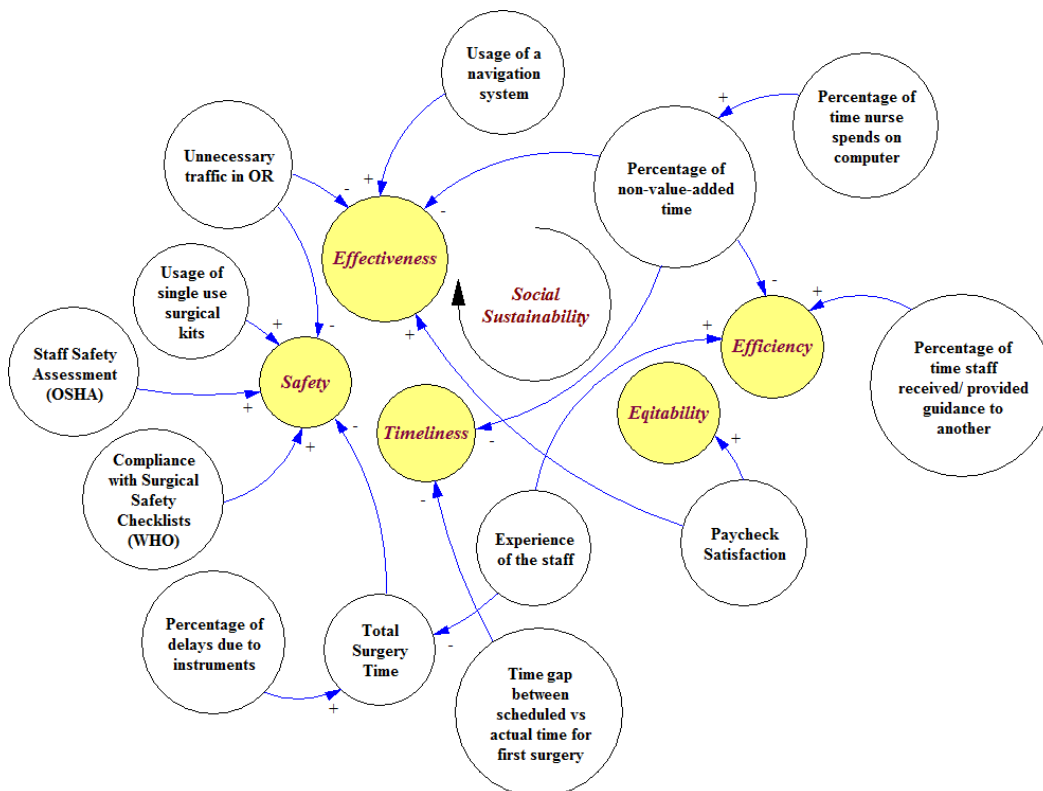 Usage of a
navigation
system
Percentage of
time nurse
spends on
computer
Unnecessary
traffic in OR
Percentage of
non-value-added
time
Effectiveness
Usage of
single use
surgical
kits
Social
Sustainability
Staff Safety
Assessment
(OSHA)
Safety
Efficiency
Percentage of
time staff
received/ provided
guidance to
another
Timeliness
Eqitability
Compliance
with Surgical
Safety
Checklists
(WHO)
Experience
of the staff
Paycheck
Satisfaction
Percentage of
delays due to
instruments
Total
Surgery
Time
Time gap
between
scheduled vs
actual time for
first surgery
+
+
-
+
-
-
+
-
+
+
+
-
+
+
-
-
+
-
-
+